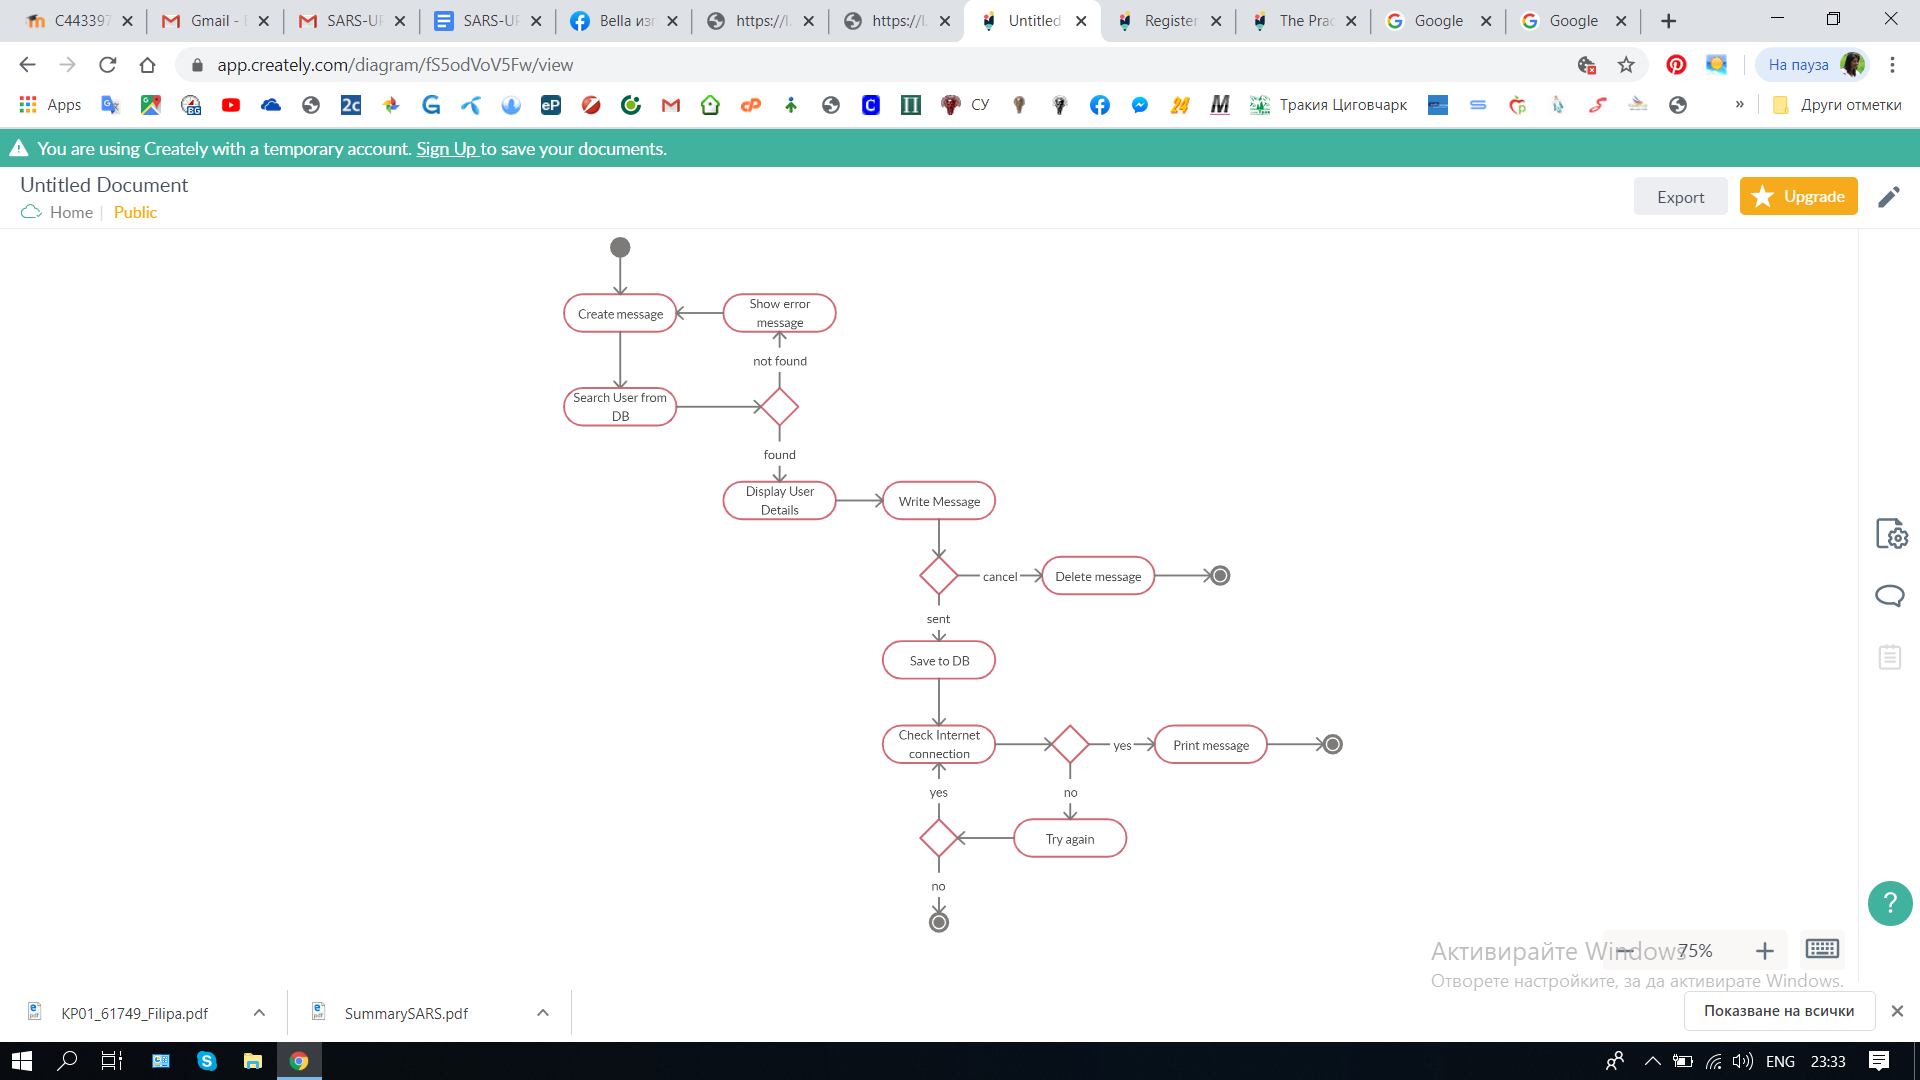 C443397
Gmail -
SARS-UP
SARS-UP
Bella изг
https://l.
https://l.
Untitled
Register
The Prac
Google
Google
app.creately.com/diagram/fS5odVoV5Fw/view
На пауза
Apps
СУ
Тракия Циговчарк
»
Други отметки
You are using Creately with a temporary account. Sign Up to save your documents.
Untitled Document
Home | Public
Export
Upgrade
Create message
Show error
message
not found
Search User from
DB
found
Display User
Details
Write Message
cancel
Delete message
sent
Save to DB
Check Internet
connection
yes
Print message
yes
no
Try again
no
?
Активирайте Windows
75%
Отворете настройките, за да активирате Windows.
KP01_61749_Filipa.pdf
SummarySARS.pdf
Показване на всички
ENG
23:33